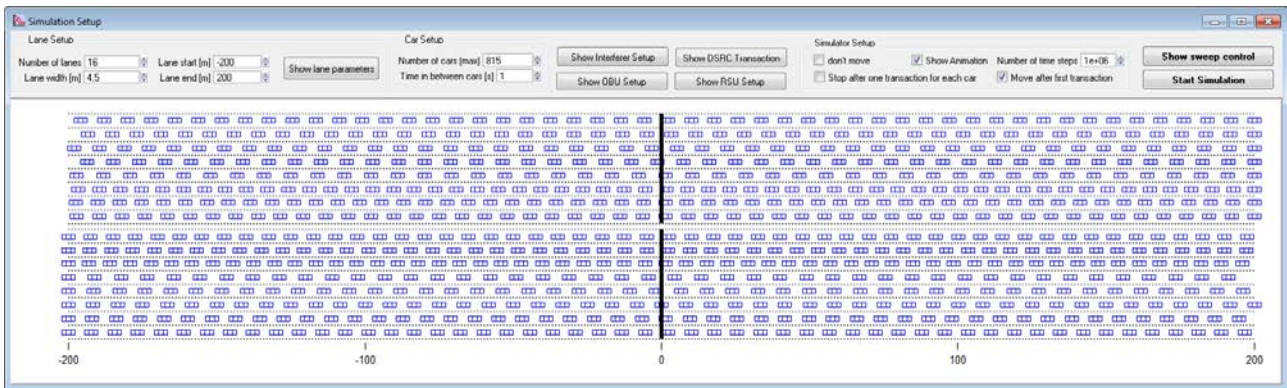 Simulation Setup
Lane Setup
Number of lanes 16 Lane start [m] -200
Lane width [m] 4.5 Lane end [m] 200
Show lane parameters
Car Setup
Number of cars (max) 815
Time in between cars [s] 1
Show Interferer Setup Show DSRC Transaction
Show OBU Setup Show RSU Setup
Simulator Setup
don't move Show Animation Number of time steps 1e+06
Stop after one transaction for each car Move after first transaction
Show sweep control
Start Simulation
-200 -100 0 100 200